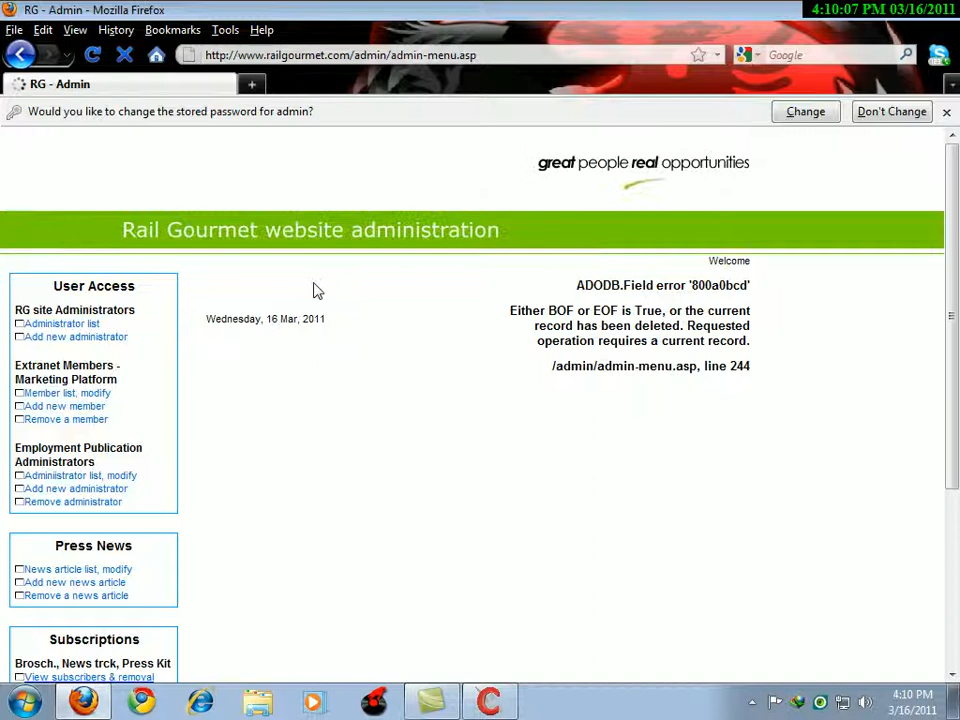 RG - Admin - Mozilla Firefox
4:10:07 PM 03/16/2011
File Edit View History Bookmarks Tools Help
http://www.railgourmet.com/admin/admin-menu.asp
Google
RG - Admin
Would you like to change the stored password for admin?
Change
Don't Change
great people real opportunities
Rail Gourmet website administration
Welcome
User Access
RG site Administrators
Administrator list
Add new administrator
Extranet Members -
Marketing Platform
Member list, modify
Add new member
Remove a member
Employment Publication
Administrators
Adminiistrator list, modify
Add new administrator
Remove administrator
Press News
News article list, modify
Add new news article
Remove a news article
Subscriptions
Brosch., News trck, Press Kit
View subscribers & removal
Wednesday, 16 Mar, 2011
ADODB.Field error '800a0bcd'
Either BOF or EOF is True, or the current
record has been deleted. Requested
operation requires a current record.
/admin/admin-menu.asp, line 244
4:10 PM
3/16/2011